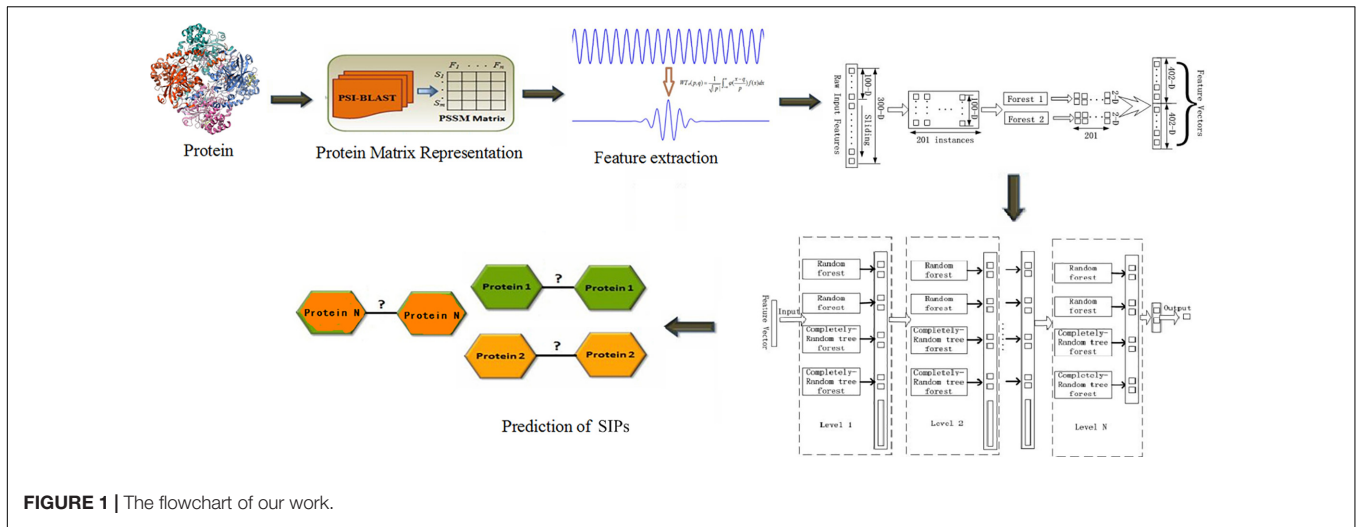 Protein
PSI-BLAST
F1 . . . Fn
S1
Sm
PSSM Matrix
Protein Matrix Representation
Feature extraction
Raw Input Features
100-D
Sliding
300-D
100-D
201 instances
Forest 1
Forest 2
2-D
2-D
201
402-D
402-D
Feature Vectors
Feature Vector
Input
Random
forest
Random
forest
Completely-
Random tree
forest
Completely-
Random tree
forest
Level 1
Random
forest
Random
forest
Completely-
Random tree
forest
Completely-
Random tree
forest
Level 2
Random
forest
Random
forest
Completely-
Random tree
forest
Completely-
Random tree
forest
Level N
Output
Protein 1
?
Protein 1
Protein N
?
Protein N
Protein 2
?
Protein 2
Prediction of SIPs
FIGURE 1 | The flowchart of our work.